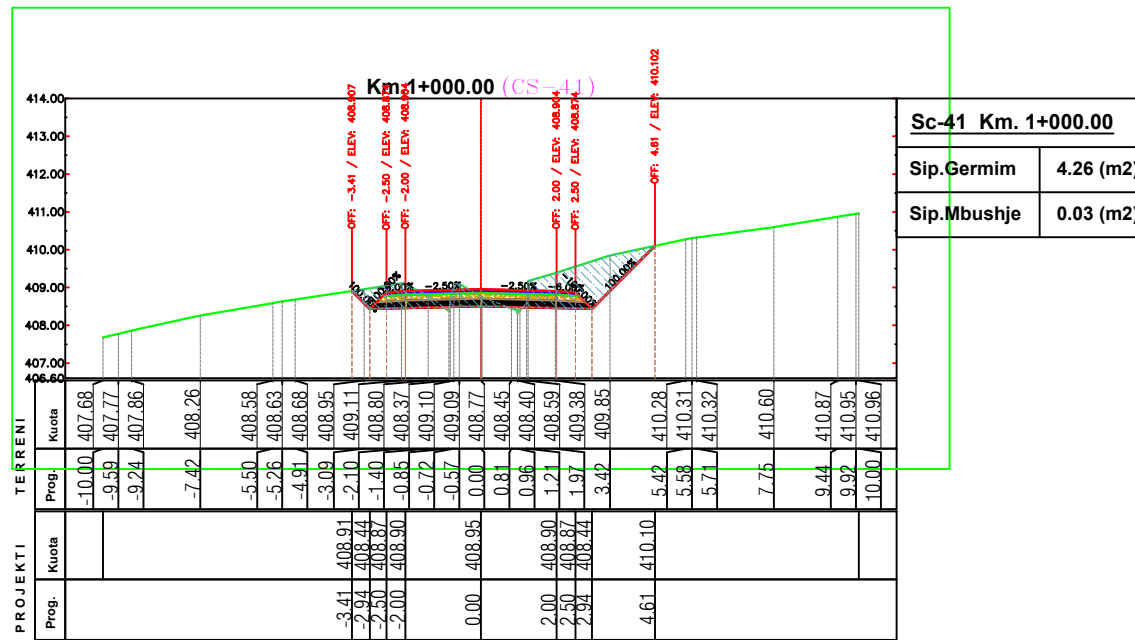 Km.1+000.00 (CS-41)
OFF: -3.41 / ELEV: 408.907
OFF: -2.50 / ELEV: 408.874
OFF: -2.00 / ELEV: 408.904
OFF: 2.00 / ELEV: 408.904
OFF: 2.50 / ELEV: 408.874
OFF: 4.61 / ELEV: 410.102
414.00
413.00
412.00
411.00
410.00
409.00
408.00
407.00
406.60
-2.50% -2.50% -6.00% 100.00%
Sc-41 Km. 1+000.00
Sip.Germim 4.26 (m2)
Sip.Mbushje 0.03 (m2)
TERRENI
Kuota 407.68 407.77 407.86 408.26 408.58 408.63 408.68 408.95 409.11 408.80 408.37 409.10 409.09 408.77 408.45 408.40 408.59 409.38 409.85 410.28 410.31 410.32 410.60 410.87 410.95 410.96
Prog. -10.00 -9.59 -9.24 -7.42 -5.50 -5.26 -4.91 -3.09 -2.10 -1.40 -0.85 -0.72 -0.57 0.00 0.81 0.96 1.21 1.97 3.42 5.42 5.58 5.71 7.75 9.44 9.92 10.00
PROJEKTI
Kuota 408.91 408.44 408.87 408.90 408.95 408.90 408.87 408.44 410.10
Prog. -3.41 -2.94 -2.50 -2.00 0.00 2.00 2.50 2.94 4.61